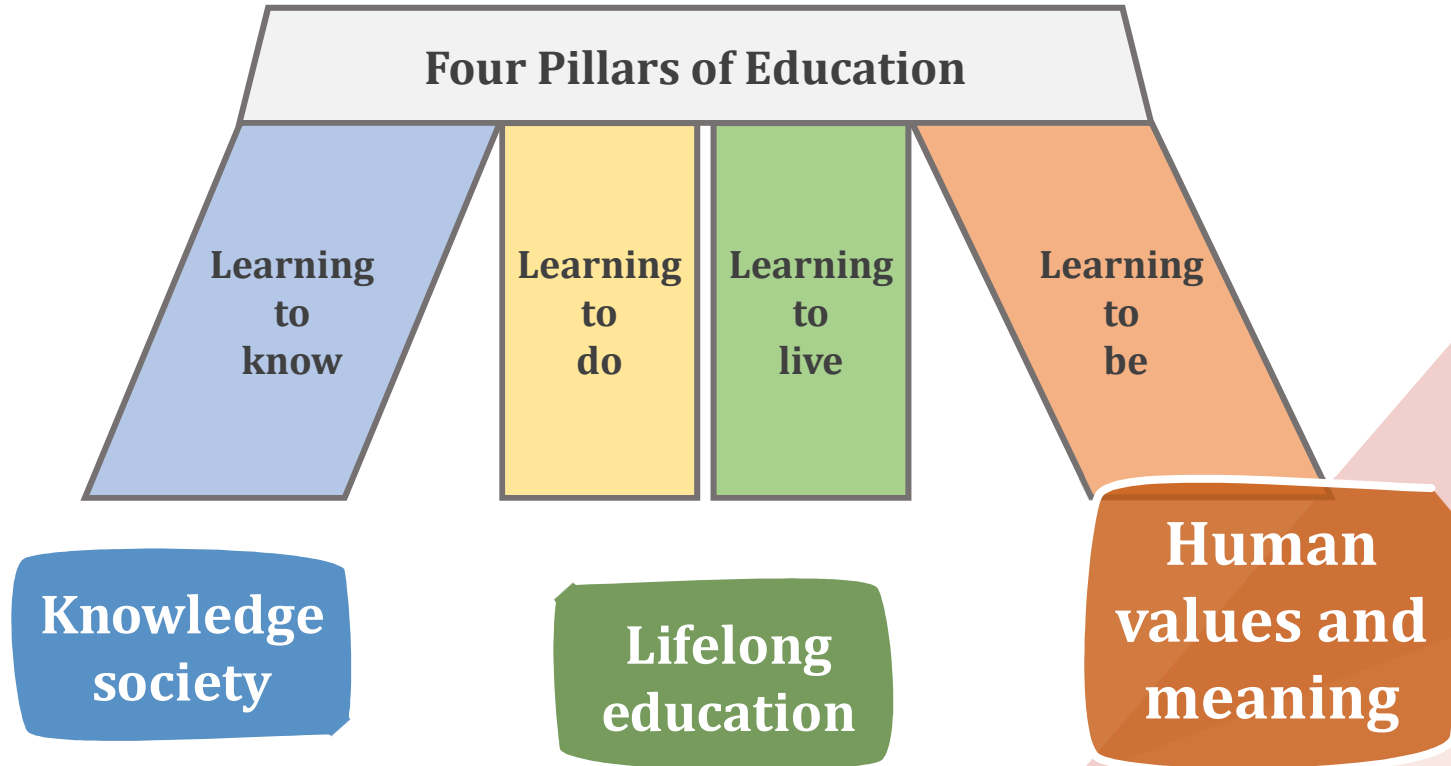 Four Pillars of Education
Learning
to
know
Learning
to
do
Learning
to
live
Learning
to
be
Knowledge
society
Lifelong
education
Human
values and
meaning